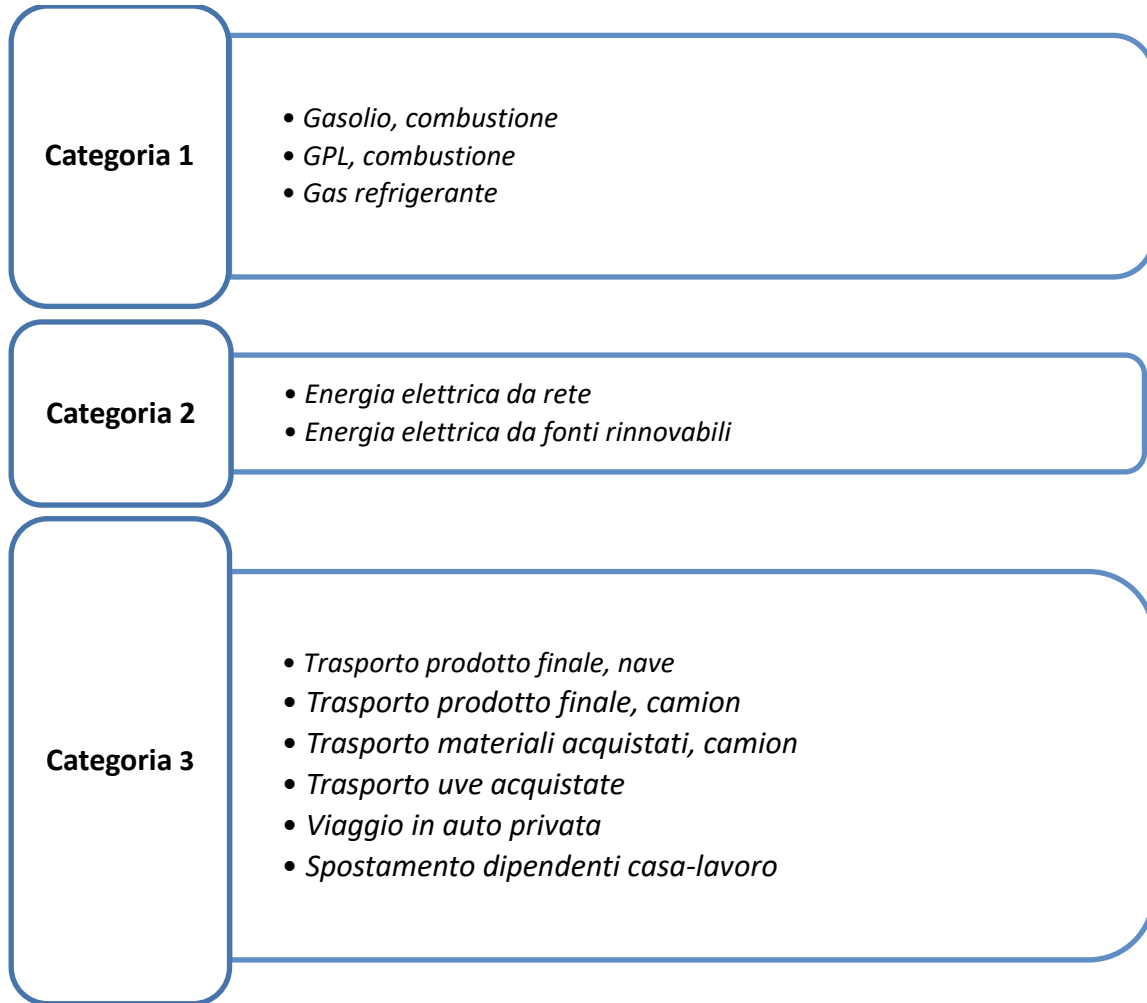 Categoria 1
• Gasolio, combustione
• GPL, combustione
• Gas refrigerante
Categoria 2
• Energia elettrica da rete
• Energia elettrica da fonti rinnovabili
Categoria 3
• Trasporto prodotto finale, nave
• Trasporto prodotto finale, camion
• Trasporto materiali acquistati, camion
• Trasporto uve acquistate
• Viaggio in auto privata
• Spostamento dipendenti casa-lavoro